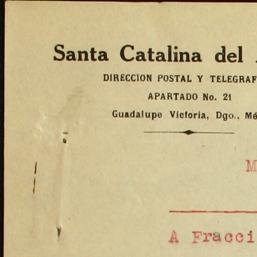 Santa Catalina del
DIRECCION POSTAL Y TELEGRAF
APARTADO No. 21
Guadalupe Victoria, Dgo., Mé
M
A Fracci